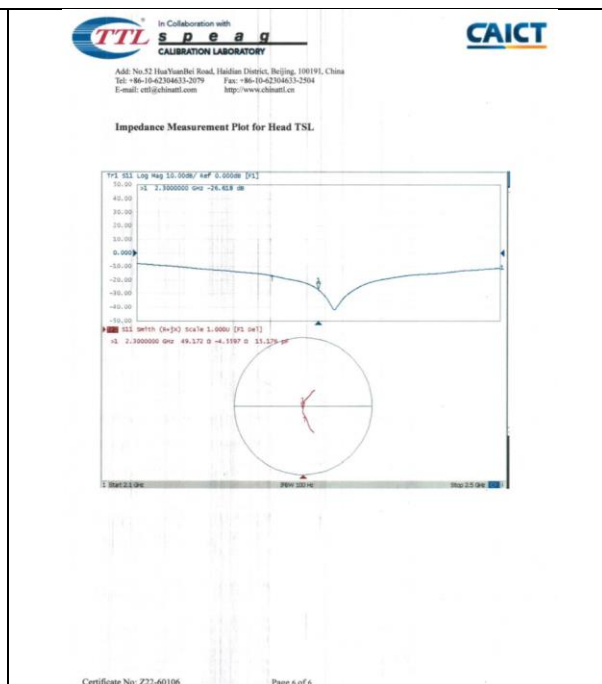 TTL
In Collaboration with
s p e a g
CALIBRATION LABORATORY
CAICT
Add: No.52 HuaYuanBei Road, Haidian District, Beijing, 100191, China
Tel: +86-10-62304633-2079 Fax: +86-10-62304633-2504
E-mail: cttl@chinattl.com http://www.chinattl.cn
Impedance Measurement Plot for Head TSL
Tr1 S11 Log Mag 10.00dB/ Ref 0.000dB [F1]
50.00
>1 2.3000000 GHz -26.618 dB
40.00
30.00
20.00
10.00
0.000
-10.00
-20.00
-30.00
-40.00
-50.00
S11 Smith (R+jX) Scale 1.000U [F1 Del]
>1 2.3000000 GHz 49.172 Ω
1 Start 2.1 GHz IFBW 100 Hz Stop 2.5 GHz
Certificate No: Z22-60106 Page 6 of 6